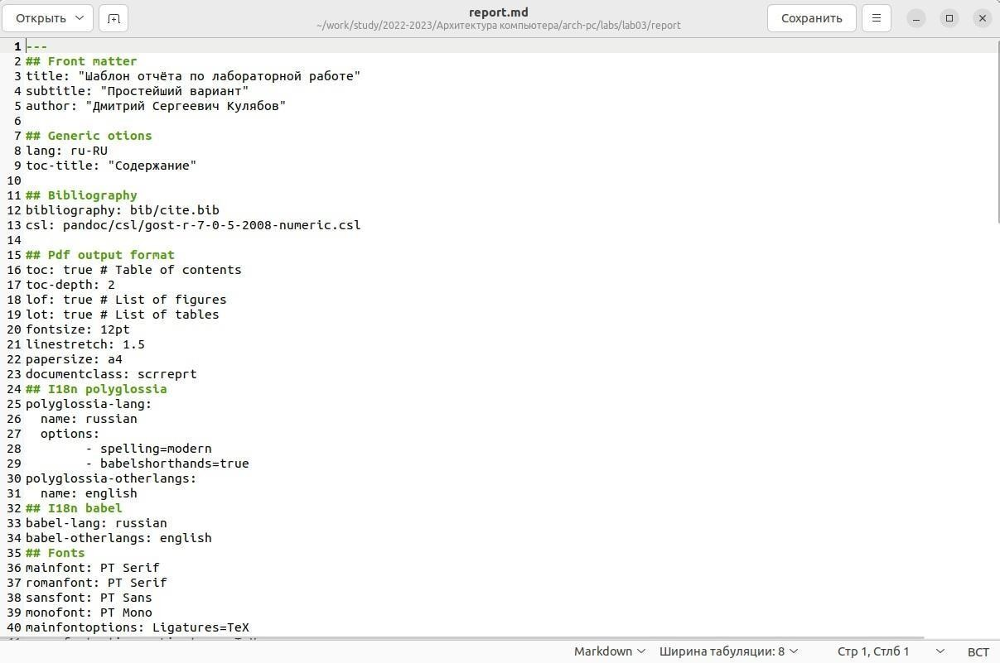 Открыть
report.md
~/work/study/2022-2023/Архитектура компьютера/arch-pc/labs/lab03/report
Сохранить
1 ---
2 ## Front matter
3 title: "Шаблон отчёта по лабораторной работе"
4 subtitle: "Простейший вариант"
5 author: "Дмитрий Сергеевич Кулябов"
6
7 ## Generic otions
8 lang: ru-RU
9 toc-title: "Содержание"
10
11 ## Bibliography
12 bibliography: bib/cite.bib
13 csl: pandoc/csl/gost-r-7-0-5-2008-numeric.csl
14
15 ## Pdf output format
16 toc: true # Table of contents
17 toc-depth: 2
18 lof: true # List of figures
19 lot: true # List of tables
20 fontsize: 12pt
21 linestretch: 1.5
22 papersize: a4
23 documentclass: scrreprt
24 ## I18n polyglossia
25 polyglossia-lang:
26   name: russian
27   options:
28         - spelling=modern
29         - babelshorthands=true
30 polyglossia-otherlangs:
31   name: english
32 ## I18n babel
33 babel-lang: russian
34 babel-otherlangs: english
35 ## Fonts
36 mainfont: PT Serif
37 romanfont: PT Serif
38 sansfont: PT Sans
39 monofont: PT Mono
40 mainfontoptions: Ligatures=TeX
Markdown
Ширина табуляции: 8
Стр 1, Стлб 1
ВСТ